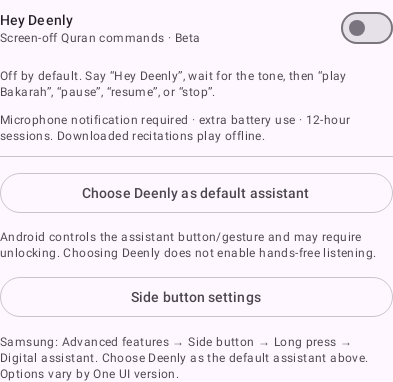 Hey Deenly
Screen-off Quran commands · Beta
Off by default. Say “Hey Deenly”, wait for the tone, then “play
Bakarah”, “pause”, “resume”, or “stop”.
Microphone notification required · extra battery use · 12-hour
sessions. Downloaded recitations play offline.
Choose Deenly as default assistant
Android controls the assistant button/gesture and may require
unlocking. Choosing Deenly does not enable hands-free listening.
Side button settings
Samsung: Advanced features → Side button → Long press →
Digital assistant. Choose Deenly as the default assistant above.
Options vary by One UI version.